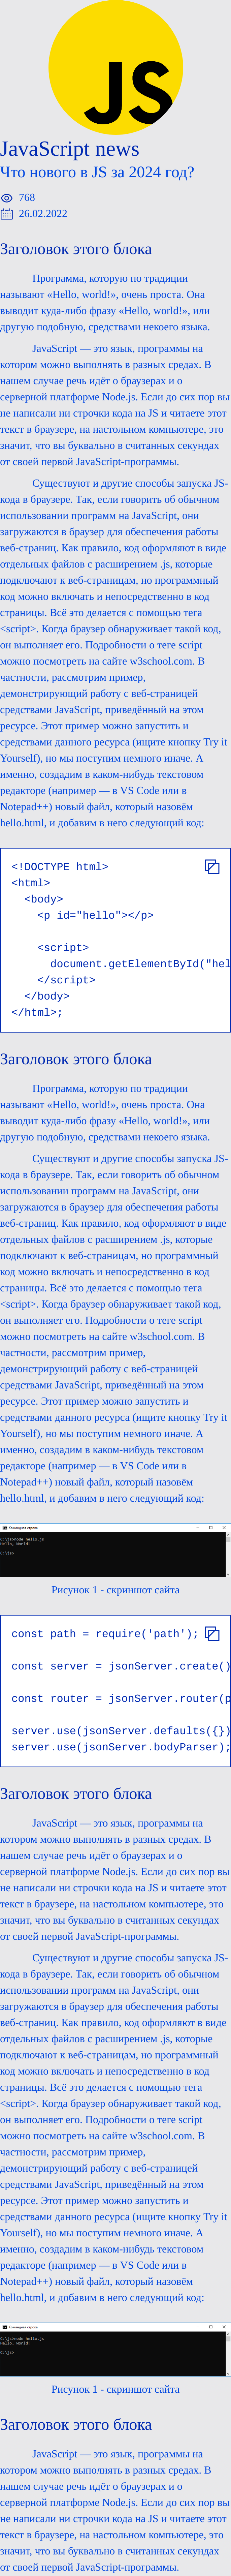 JS
JavaScript news
Что нового в JS за 2024 год?
768
26.02.2022
Заголовок этого блока
Программа, которую по традиции
называют «Hello, world!», очень проста. Она
выводит куда-либо фразу «Hello, world!», или
другую подобную, средствами некоего языка.
JavaScript — это язык, программы на
котором можно выполнять в разных средах. В
нашем случае речь идёт о браузерах и о
серверной платформе Node.js. Если до сих пор вы
не написали ни строчки кода на JS и читаете этот
текст в браузере, на настольном компьютере, это
значит, что вы буквально в считанных секундах
от своей первой JavaScript-программы.
Существуют и другие способы запуска JS-
кода в браузере. Так, если говорить об обычном
использовании программ на JavaScript, они
загружаются в браузер для обеспечения работы
веб-страниц. Как правило, код оформляют в виде
отдельных файлов с расширением .js, которые
подключают к веб-страницам, но программный
код можно включать и непосредственно в код
страницы. Всё это делается с помощью тега
<script>. Когда браузер обнаруживает такой код,
он выполняет его. Подробности о теге script
можно посмотреть на сайте w3school.com. В
частности, рассмотрим пример,
демонстрирующий работу с веб-страницей
средствами JavaScript, приведённый на этом
ресурсе. Этот пример можно запустить и
средствами данного ресурса (ищите кнопку Try it
Yourself), но мы поступим немного иначе. А
именно, создадим в каком-нибудь текстовом
редакторе (например — в VS Code или в
Notepad++) новый файл, который назовём
hello.html, и добавим в него следующий код:
<!DOCTYPE html>
<html>
<body>
<p id="hello"></p>
<script>
document.getElementById("hel
</script>
</body>
</html>;
Заголовок этого блока
Программа, которую по традиции
называют «Hello, world!», очень проста. Она
выводит куда-либо фразу «Hello, world!», или
другую подобную, средствами некоего языка.
Существуют и другие способы запуска JS-
кода в браузере. Так, если говорить об обычном
использовании программ на JavaScript, они
загружаются в браузер для обеспечения работы
веб-страниц. Как правило, код оформляют в виде
отдельных файлов с расширением .js, которые
подключают к веб-страницам, но программный
код можно включать и непосредственно в код
страницы. Всё это делается с помощью тега
<script>. Когда браузер обнаруживает такой код,
он выполняет его. Подробности о теге script
можно посмотреть на сайте w3school.com. В
частности, рассмотрим пример,
демонстрирующий работу с веб-страницей
средствами JavaScript, приведённый на этом
ресурсе. Этот пример можно запустить и
средствами данного ресурса (ищите кнопку Try it
Yourself), но мы поступим немного иначе. А
именно, создадим в каком-нибудь текстовом
редакторе (например — в VS Code или в
Notepad++) новый файл, который назовём
hello.html, и добавим в него следующий код:
Командная строка
C:\js>node hello.js
Hello, World!
C:\js>
Рисунок 1 - скриншот сайта
const path = require('path');
const server = jsonServer.create()
const router = jsonServer.router(p
server.use(jsonServer.defaults({})
server.use(jsonServer.bodyParser);
Заголовок этого блока
JavaScript — это язык, программы на
котором можно выполнять в разных средах. В
нашем случае речь идёт о браузерах и о
серверной платформе Node.js. Если до сих пор вы
не написали ни строчки кода на JS и читаете этот
текст в браузере, на настольном компьютере, это
значит, что вы буквально в считанных секундах
от своей первой JavaScript-программы.
Существуют и другие способы запуска JS-
кода в браузере. Так, если говорить об обычном
использовании программ на JavaScript, они
загружаются в браузер для обеспечения работы
веб-страниц. Как правило, код оформляют в виде
отдельных файлов с расширением .js, которые
подключают к веб-страницам, но программный
код можно включать и непосредственно в код
страницы. Всё это делается с помощью тега
<script>. Когда браузер обнаруживает такой код,
он выполняет его. Подробности о теге script
можно посмотреть на сайте w3school.com. В
частности, рассмотрим пример,
демонстрирующий работу с веб-страницей
средствами JavaScript, приведённый на этом
ресурсе. Этот пример можно запустить и
средствами данного ресурса (ищите кнопку Try it
Yourself), но мы поступим немного иначе. А
именно, создадим в каком-нибудь текстовом
редакторе (например — в VS Code или в
Notepad++) новый файл, который назовём
hello.html, и добавим в него следующий код:
Командная строка
C:\js>node hello.js
Hello, World!
C:\js>
Рисунок 1 - скриншот сайта
Заголовок этого блока
JavaScript — это язык, программы на
котором можно выполнять в разных средах. В
нашем случае речь идёт о браузерах и о
серверной платформе Node.js. Если до сих пор вы
не написали ни строчки кода на JS и читаете этот
текст в браузере, на настольном компьютере, это
значит, что вы буквально в считанных секундах
от своей первой JavaScript-программы.